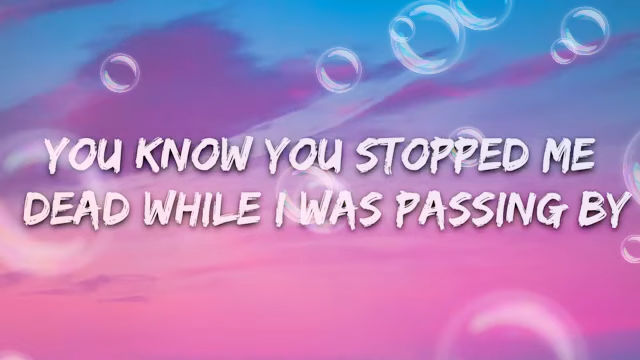 YOU KNOW YOU STOPPED ME
DEAD WHILE I WAS PASSING BY